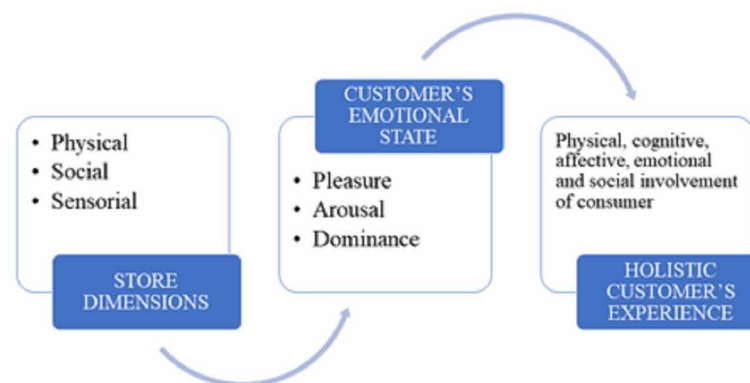 • Physical
• Social
• Sensorial
STORE
DIMENSIONS
CUSTOMER'S
EMOTIONAL
STATE
• Pleasure
• Arousal
• Dominance
Physical, cognitive,
affective, emotional
and social involvement
of consumer
HOLISTIC
CUSTOMER'S
EXPERIENCE